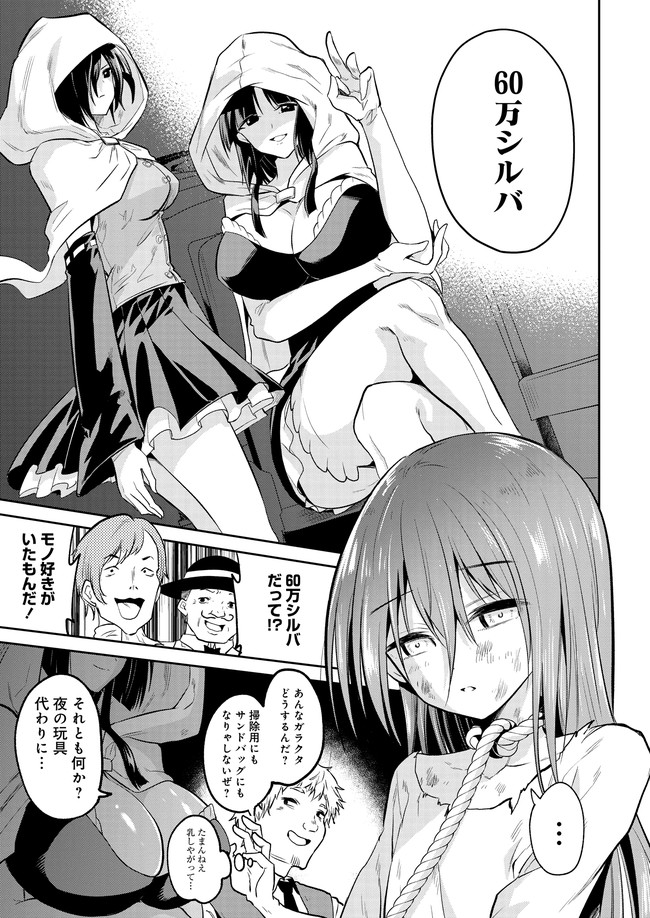 60万シルバ
60万シルバ
だって!?
モノ好きが
いたもんだ!
…
あんなガラクタ
どうするんだ?
掃除用にも
サンドバッグにも
なりゃしないぜ?
たまんねえ
乳しやがって…
それとも何か?
夜の玩具
代わりに…